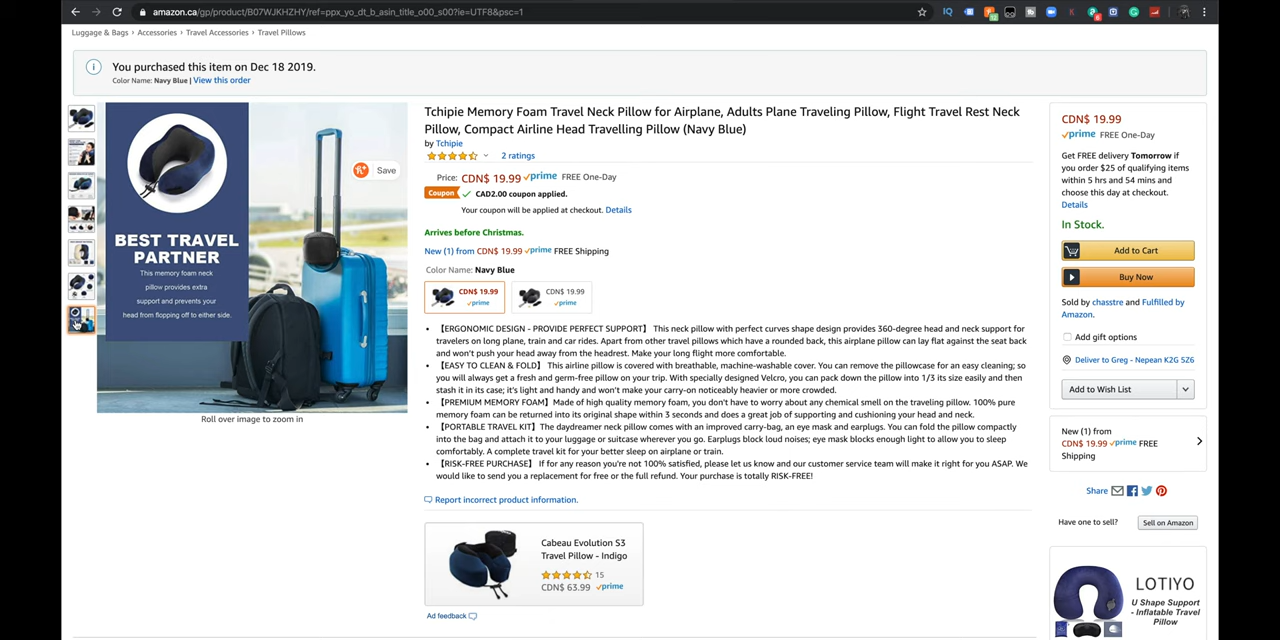 amazon.ca/gp/product/B07WJKHZHY/ref=ppx_yo_dt_b_asin_title_o00_s00?ie=UTF8&psc=1
Luggage & Bags › Accessories › Travel Accessories › Travel Pillows
You purchased this item on Dec 18 2019.
Color Name: Navy Blue | View this order
BEST TRAVEL
PARTNER
This memory foam neck
pillow provides extra
support and prevents your
head from flopping off to either side.
Save
Roll over image to zoom in
Tchipie Memory Foam Travel Neck Pillow for Airplane, Adults Plane Traveling Pillow, Flight Travel Rest Neck
Pillow, Compact Airline Head Travelling Pillow (Navy Blue)
by Tchipie
2 ratings
Price: CDN$ 19.99 prime FREE One-Day
Coupon CAD2.00 coupon applied.
Your coupon will be applied at checkout. Details
Arrives before Christmas.
New (1) from CDN$ 19.99 prime FREE Shipping
Color Name: Navy Blue
CDN$ 19.99 CDN$ 19.99
prime prime
• 【ERGONOMIC DESIGN - PROVIDE PERFECT SUPPORT】 This neck pillow with perfect curves shape design provides 360-degree head and neck support for
travelers on long plane, train and car rides. Apart from other travel pillows which have a rounded back, this airplane pillow can lay flat against the seat back
and won't push your head away from the headrest. Make your long flight more comfortable.
• 【EASY TO CLEAN & FOLD】 This airline pillow is covered with breathable, machine-washable cover. You can remove the pillowcase for an easy cleaning; so
you will always get a fresh and germ-free pillow on your trip. With specially designed Velcro, you can pack down the pillow into 1/3 its size easily and then
stash it in its case; it's light and handy and won't make your carry-on noticeably heavier or more crowded.
• 【PREMIUM MEMORY FOAM】 Made of high quality memory foam, you don't have to worry about any chemical smell on the traveling pillow. 100% pure
memory foam can be returned into its original shape within 3 seconds and does a great job of supporting and cushioning your head and neck.
• 【PORTABLE TRAVEL KIT】The daydreamer neck pillow comes with an improved carry-bag, an eye mask and earplugs. You can fold the pillow compactly
into the bag and attach it to your luggage or suitcase wherever you go. Earplugs block loud noises; eye mask blocks enough light to allow you to sleep
comfortably. A complete travel kit for your better sleep on airplane or train.
• 【RISK-FREE PURCHASE】 If for any reason you're not 100% satisfied, please let us know and our customer service team will make it right for you ASAP. We
would like to send you a replacement for free or the full refund. Your purchase is totally RISK-FREE!
Report incorrect product information.
Cabeau Evolution S3
Travel Pillow - Indigo
15
CDN$ 63.99 prime
Ad feedback
CDN$ 19.99
prime FREE One-Day
Get FREE delivery Tomorrow if
you order $25 of qualifying items
within 5 hrs and 54 mins and
choose this day at checkout.
Details
In Stock.
Add to Cart
Buy Now
Sold by chasstre and Fulfilled by
Amazon.
Add gift options
Deliver to Greg - Nepean K2G 5Z6
Add to Wish List
New (1) from
CDN$ 19.99 prime FREE
Shipping
Share
Have one to sell? Sell on Amazon
LOTIYO
U Shape Support
- Inflatable Travel
Pillow